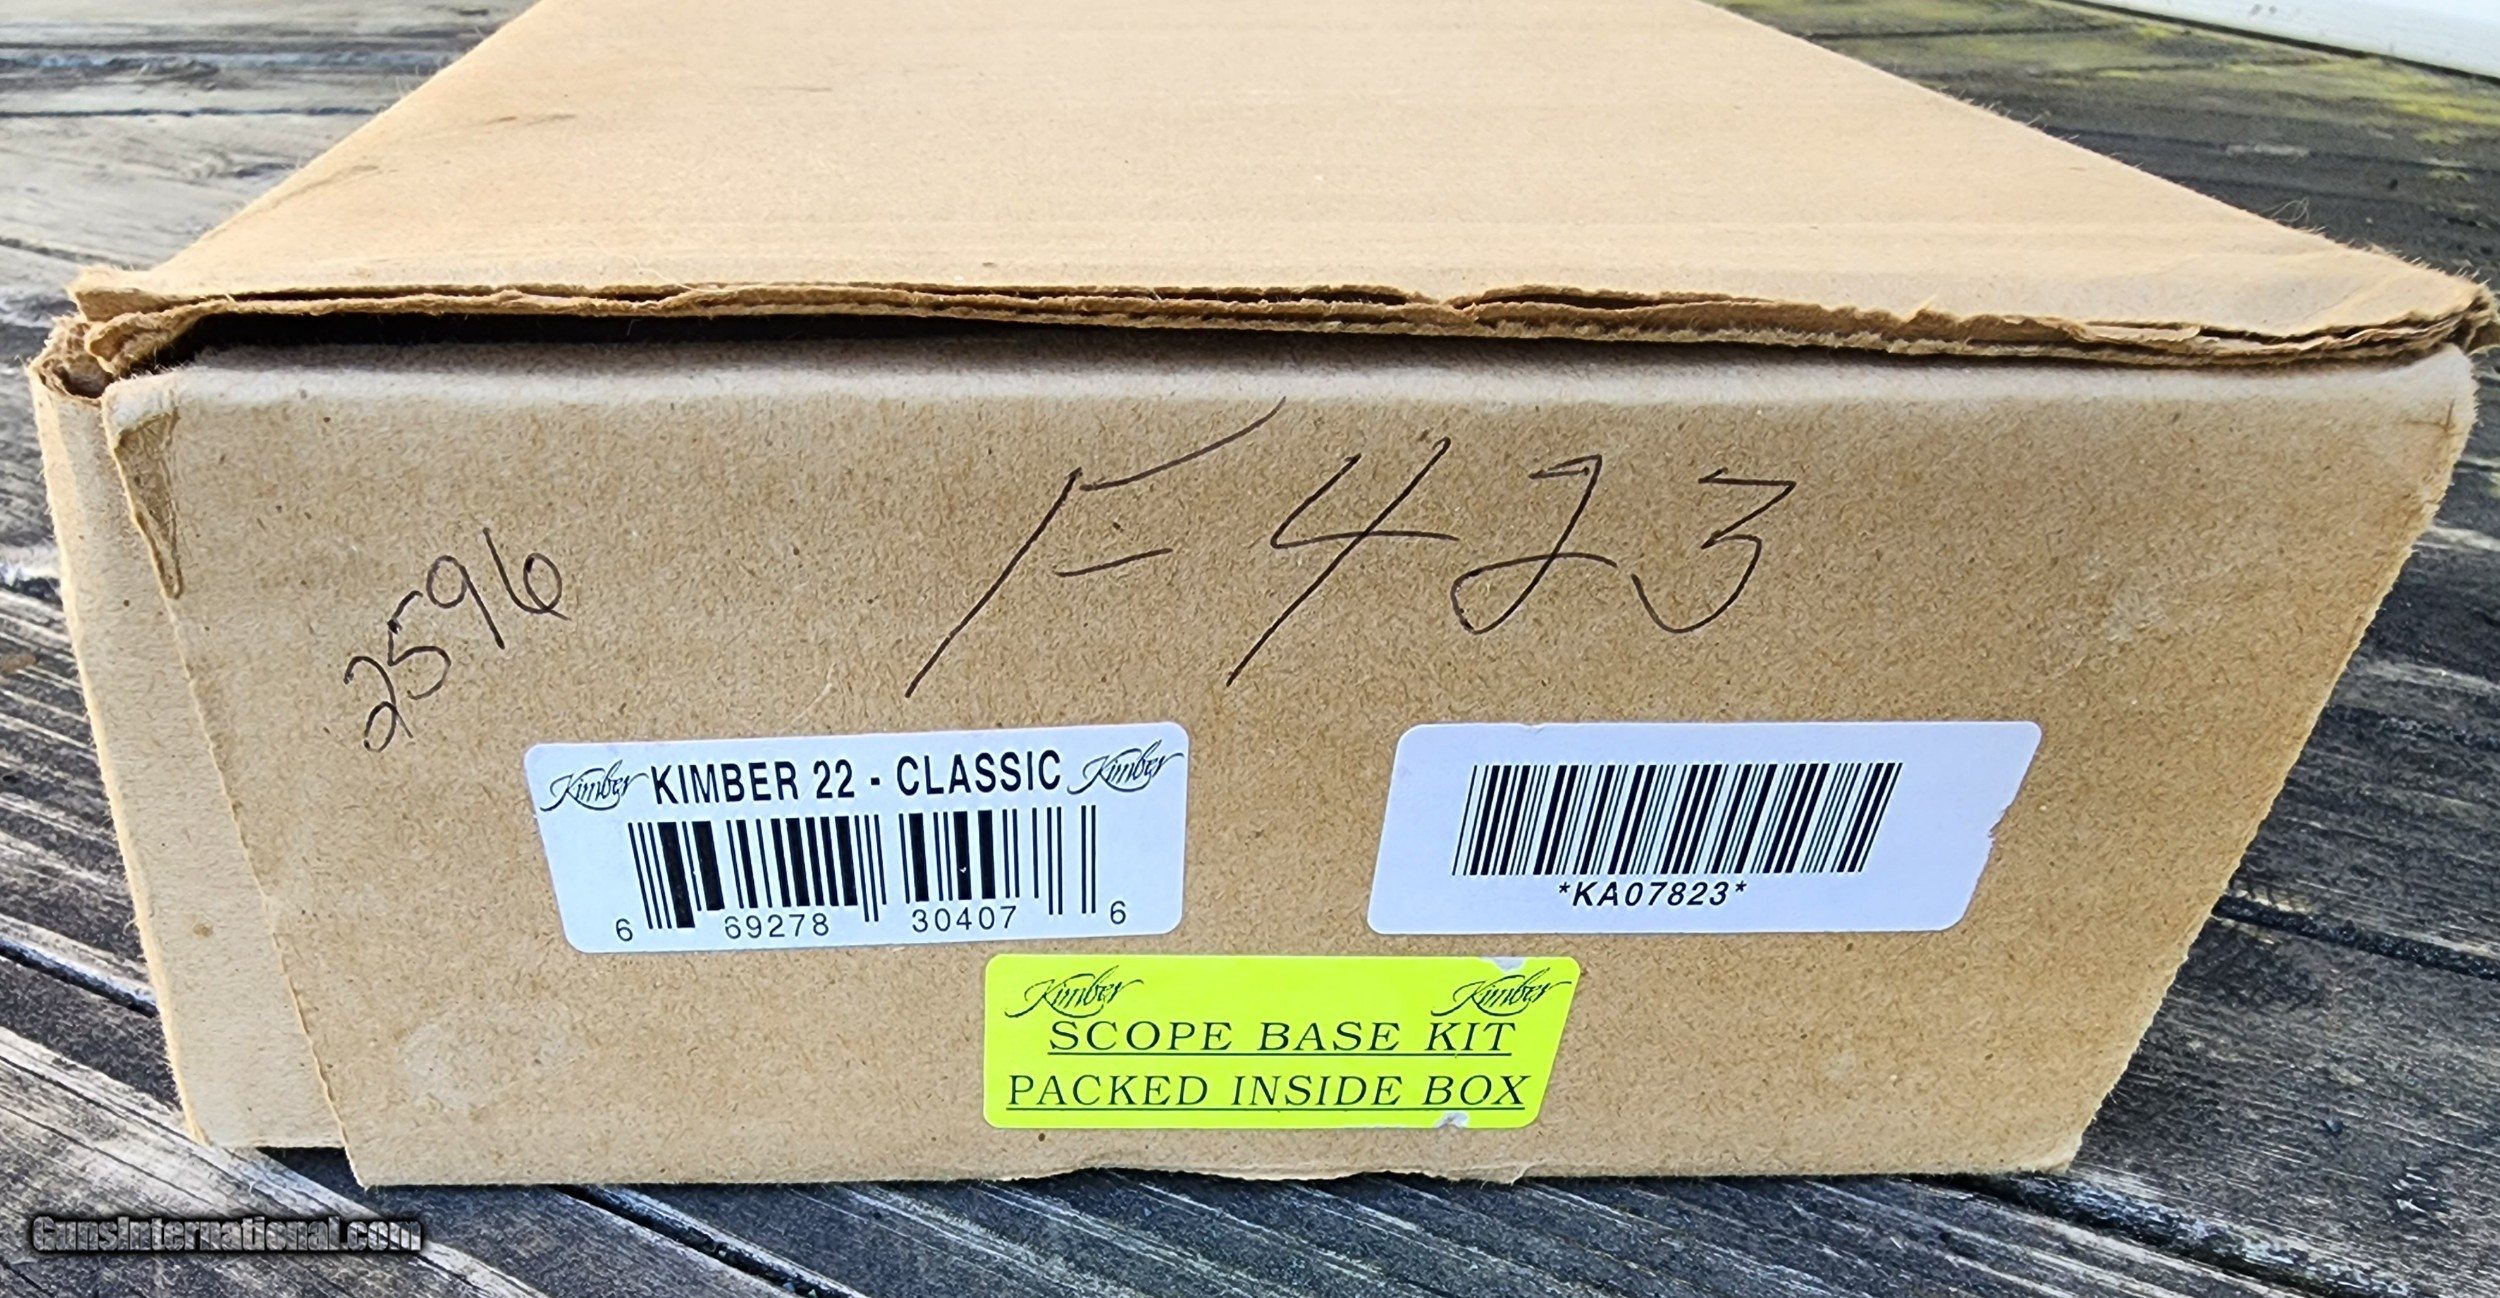 F423
2596
Kimber KIMBER 22 - CLASSIC Kimber
6 69278 30407 6
*KA07823*
Kimber Kimber
SCOPE BASE KIT
PACKED INSIDE BOX
GunsInternational.com